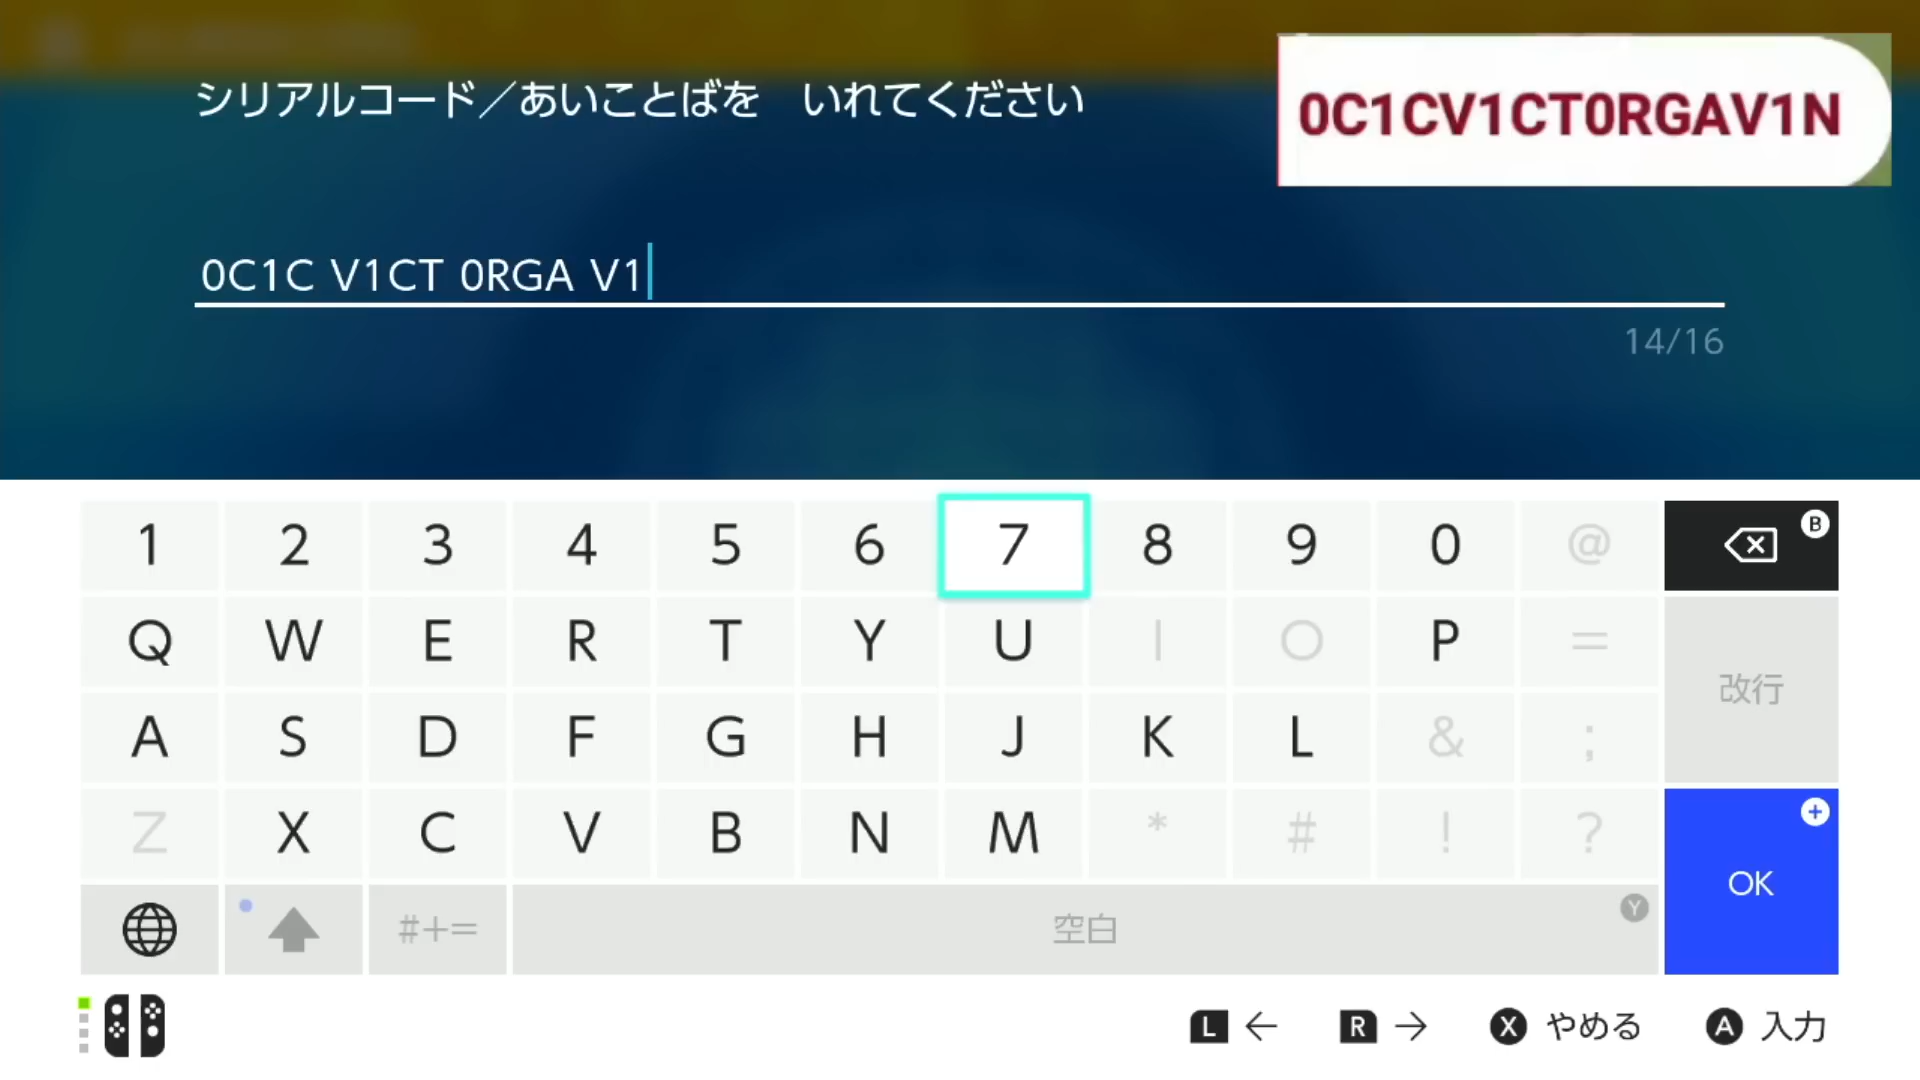 シリアルコード／あいことばを　いれてください
0C1CV1CT0RGAV1N
0C1C V1CT 0RGA V1
14/16
1 2 3 4 5 6 7 8 9 0 @ B
Q W E R T Y U I O P =
改行
A S D F G H J K L & ;
Z X C V B N M * # ! ? +
OK
#+= 空白 Y
L ← R → X やめる A 入力